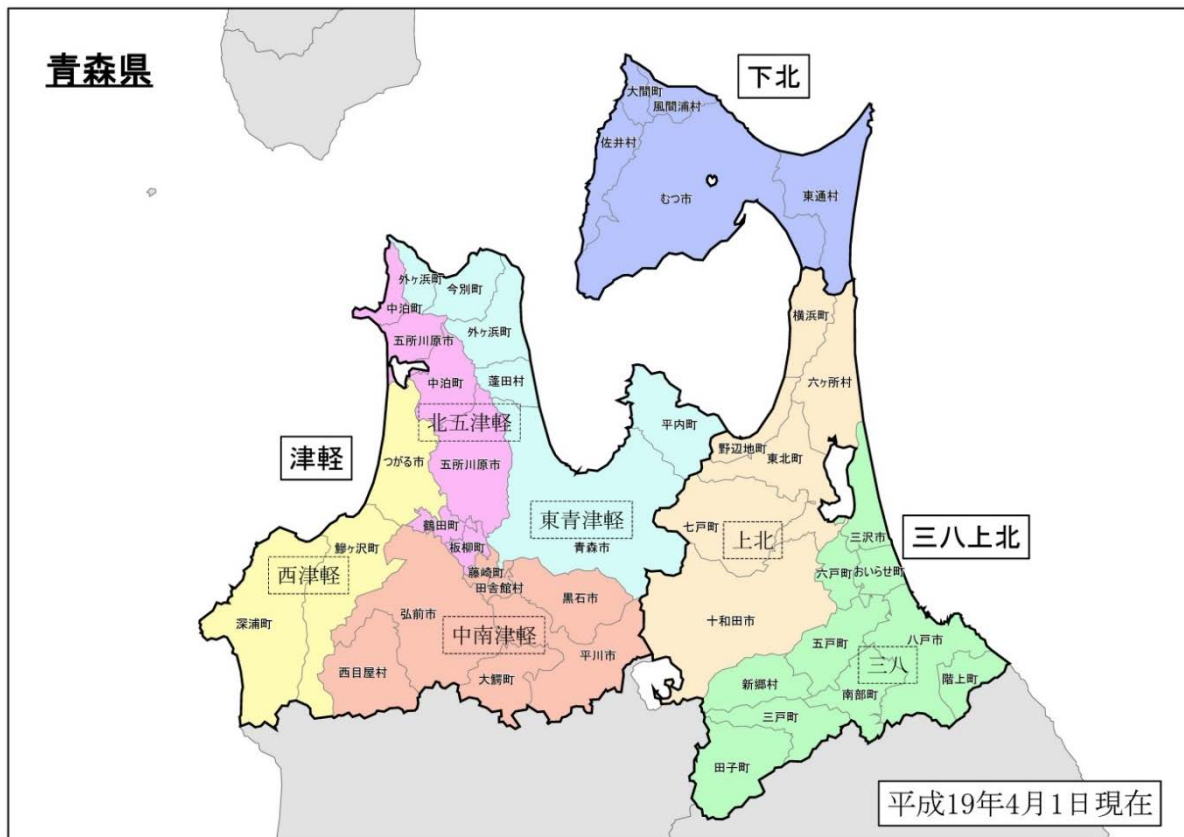 青森県
下北
大間町
風間浦村
佐井村
むつ市
東通村
外ヶ浜町
今別町
中泊町
五所川原市
外ヶ浜町
中泊町
蓬田村
北五津軽
津軽
つがる市
五所川原市
平内町
横浜町
六ヶ所村
野辺地町
東北町
東青津軽
青森市
七戸町
上北
三八上北
三沢市
六戸町
おいらせ町
鶴田町
板柳町
鰺ヶ沢町
西津軽
藤崎町
田舎館村
黒石市
深浦町
弘前市
中南津軽
平川市
西目屋村
大鰐町
十和田市
五戸町
八戸市
三八
新郷村
南部町
階上町
三戸町
田子町
平成19年4月1日現在